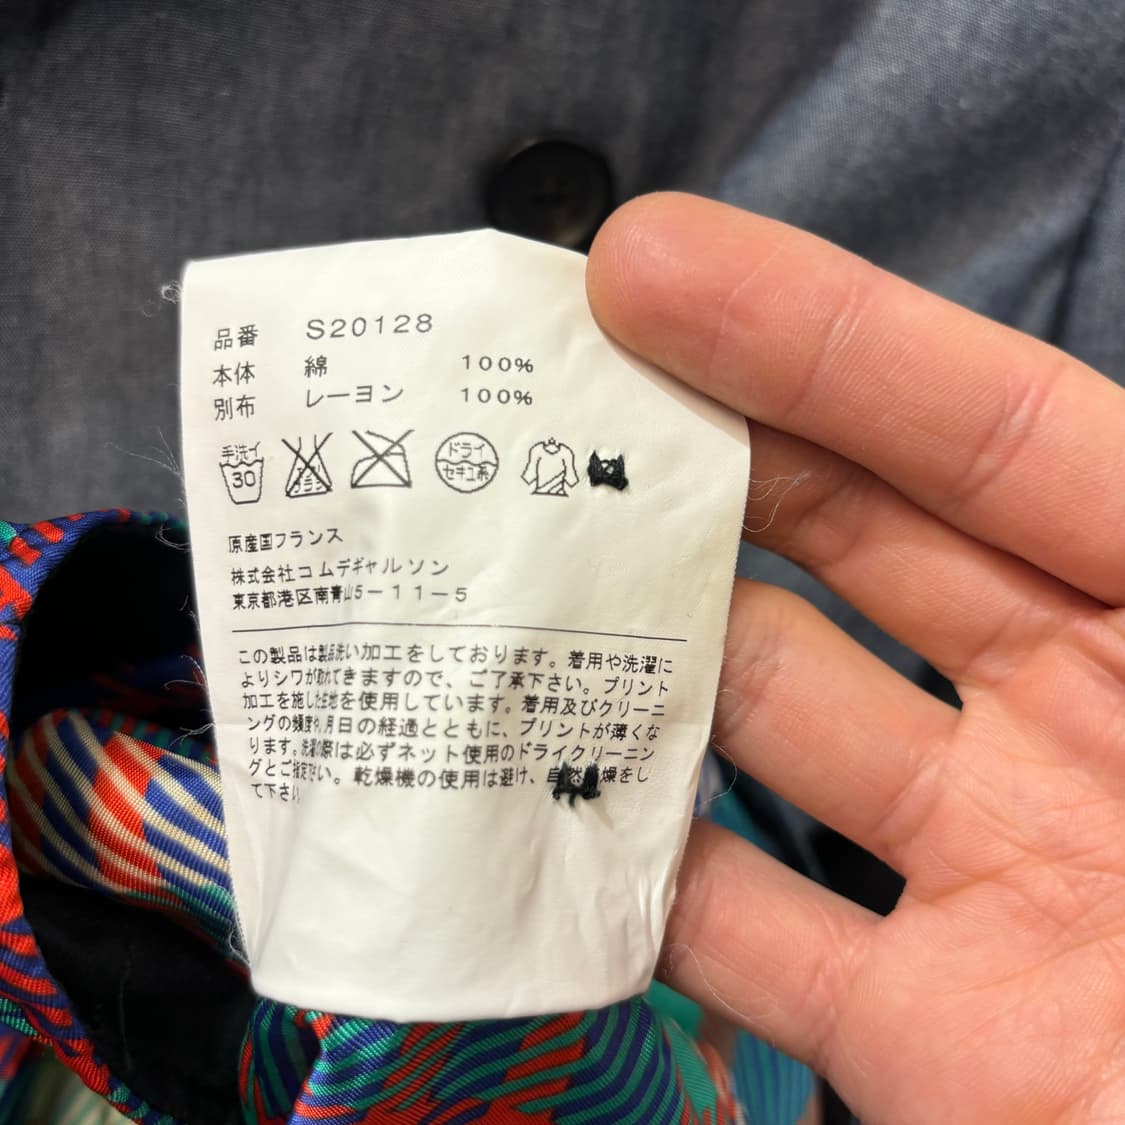 品番 S20128
本体 綿 100%
別布 レーヨン 100%
手洗イ 30 ドライ セキユ系
原産国フランス
株式会社コムデギャルソン
東京都港区南青山5-11-5
この製品は製品洗い加工をしております。着用や洗濯に
よりシワが取れてきますので、ご了承下さい。プリント
加工を施した生地を使用しています。着用及びクリーニ
ングの頻度や、月日の経過とともに、プリントが薄くな
ります。洗濯の際は必ずネット使用のドライクリーニン
グとご指定下さい。乾燥機の使用は避け、自然 燥をし
て下さい